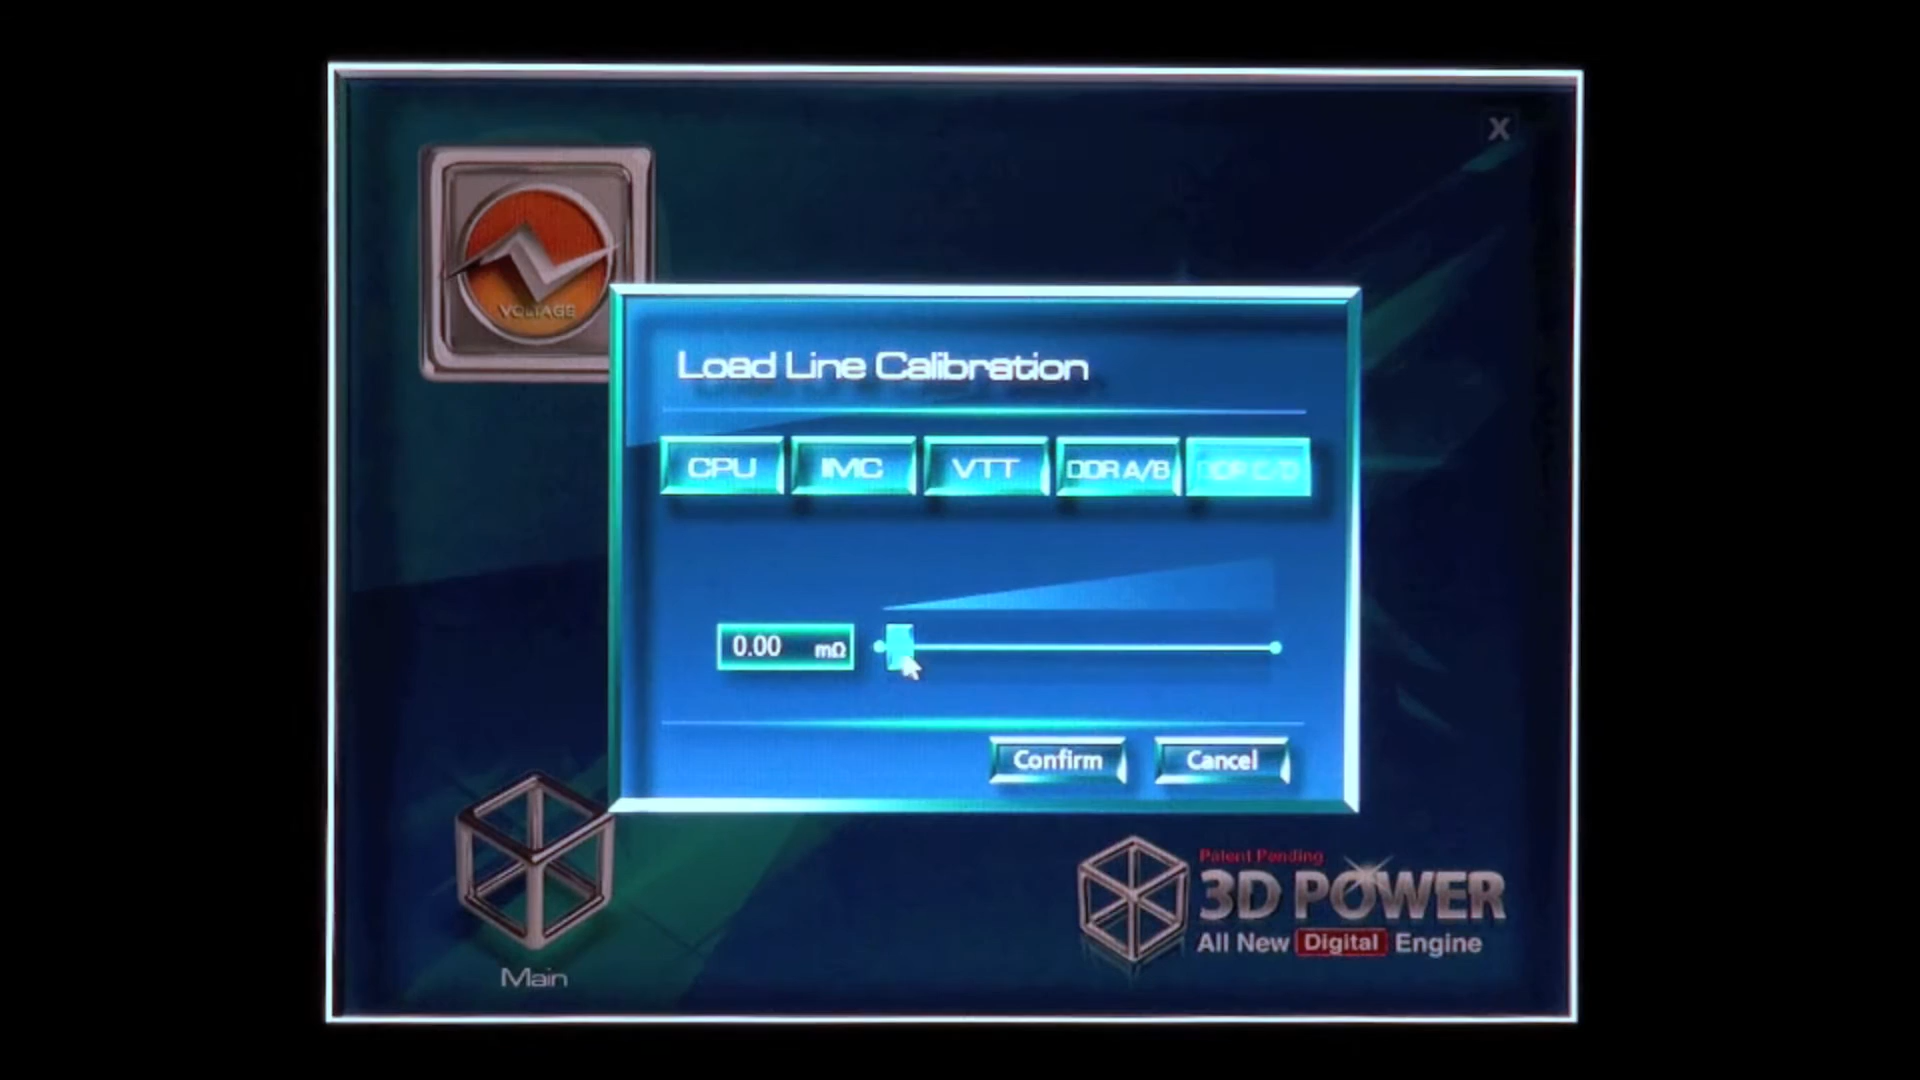 X
VOLTAGE
Load Line Calibration
CPU IMC VTT DDR A/B DDR C/D
0.00 mΩ
Confirm Cancel
Patent Pending
3D POWER
All New Digital Engine
Main